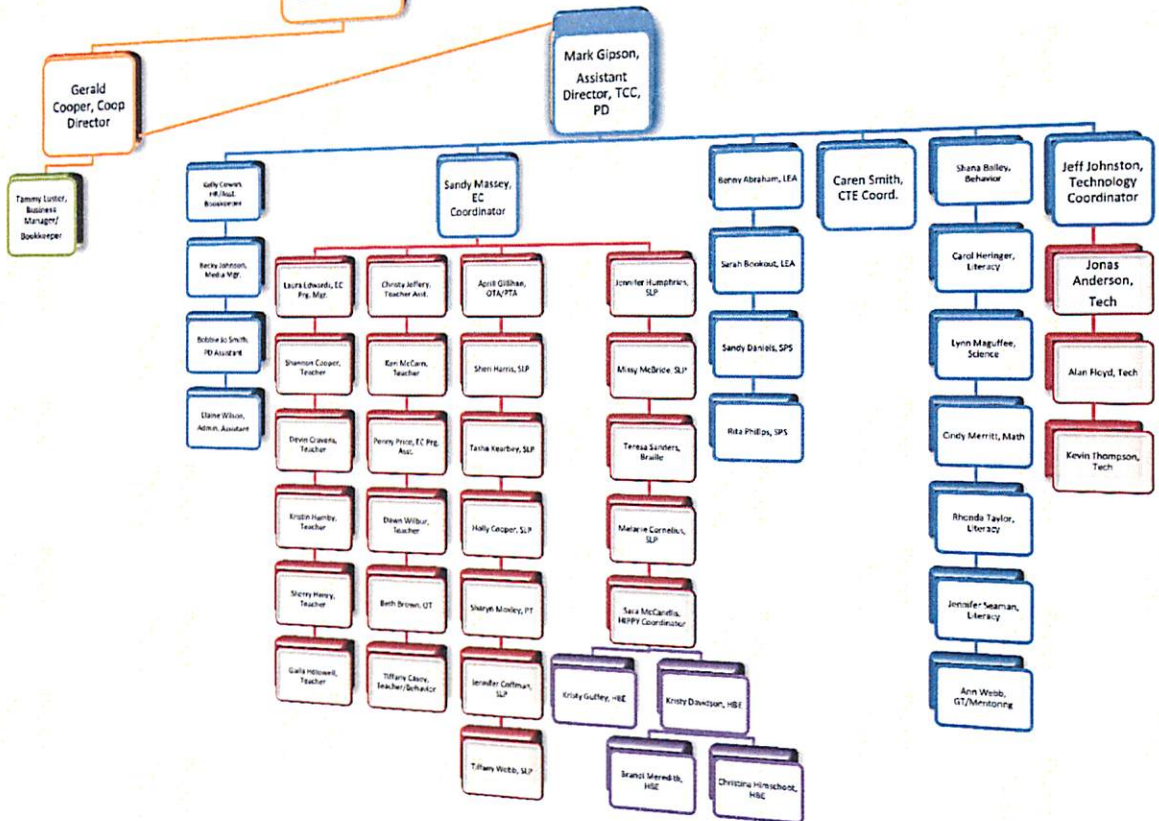 Mark Gipson,
Assistant
Director, TCC,
PD
Gerald
Cooper, Coop
Director
Tammy Luster,
Business
Manager/
Bookkeeper
Kelly Cowan,
HR/Asst.
Bookkeeper
Sandy Massey,
EC
Coordinator
Benny Abraham, LEA
Caren Smith,
CTE Coord.
Shana Bailey,
Behavior
Jeff Johnston,
Technology
Coordinator
Becky Johnson,
Media Mgr.
Laura Edwards, EC
Prg. Mgr.
Christy Jeffery,
Teacher Asst.
OTA/PTA
Jennifer Humphries,
SLP
Sarah Bookout, LEA
Carol Heringer,
Literacy
Jonas
Anderson,
Tech
Bobbie Jo Smith,
PD Assistant
Shannon Cooper,
Teacher
Ken McCarn,
Teacher
Sheri Harris, SLP
Missy McBride, SLP
Sandy Daniels, SPS
Lynn Maguffee,
Science
Alan Floyd, Tech
Elaine Wilson,
Admin. Assistant
Devin Cravens,
Teacher
Penny Price, EC Prg.
Asst.
Tasha Kearbey, SLP
Teresa Sanders,
Braille
Rita Phillips, SPS
Cindy Merritt, Math
Kevin Thompson,
Tech
Kristin Hamby,
Teacher
Dawn Wilbur,
Teacher
Holly Cooper, SLP
Melanie Cornelius,
SLP
Rhonda Taylor,
Literacy
Sherry Henry,
Teacher
Beth Brown, OT
Sharyn Moxley, PT
Sara McCandlis,
HIPPY Coordinator
Jennifer Seaman,
Literacy
Teacher
Tiffany Casey,
Teacher/Behavior
Jennifer Coffman,
SLP
Kristy Guffey, HBE
Kristy Davidson, HBE
Ann Webb,
GT/Mentoring
Tiffany Webb, SLP
Brandi Meredith,
HBE
Christina Himschoot,
HBE